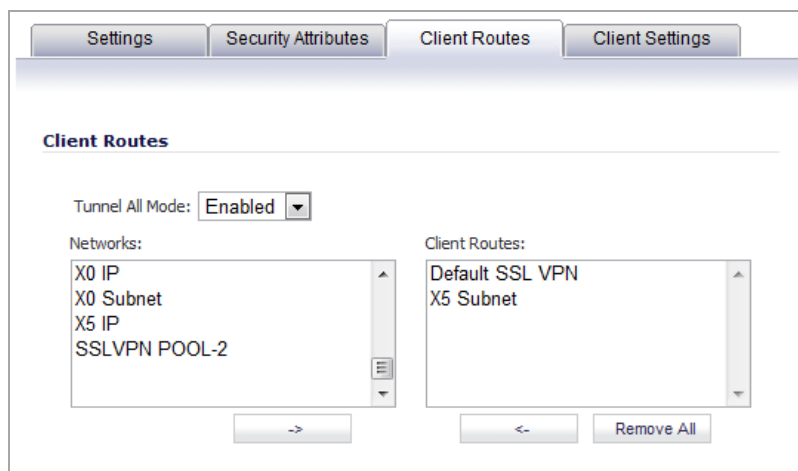 Settings
Security Attributes
Client Routes
Client Settings
Client Routes
Tunnel All Mode: Enabled
Networks:
X0 IP
X0 Subnet
X5 IP
SSLVPN POOL-2
->
Client Routes:
Default SSL VPN
X5 Subnet
<-
Remove All